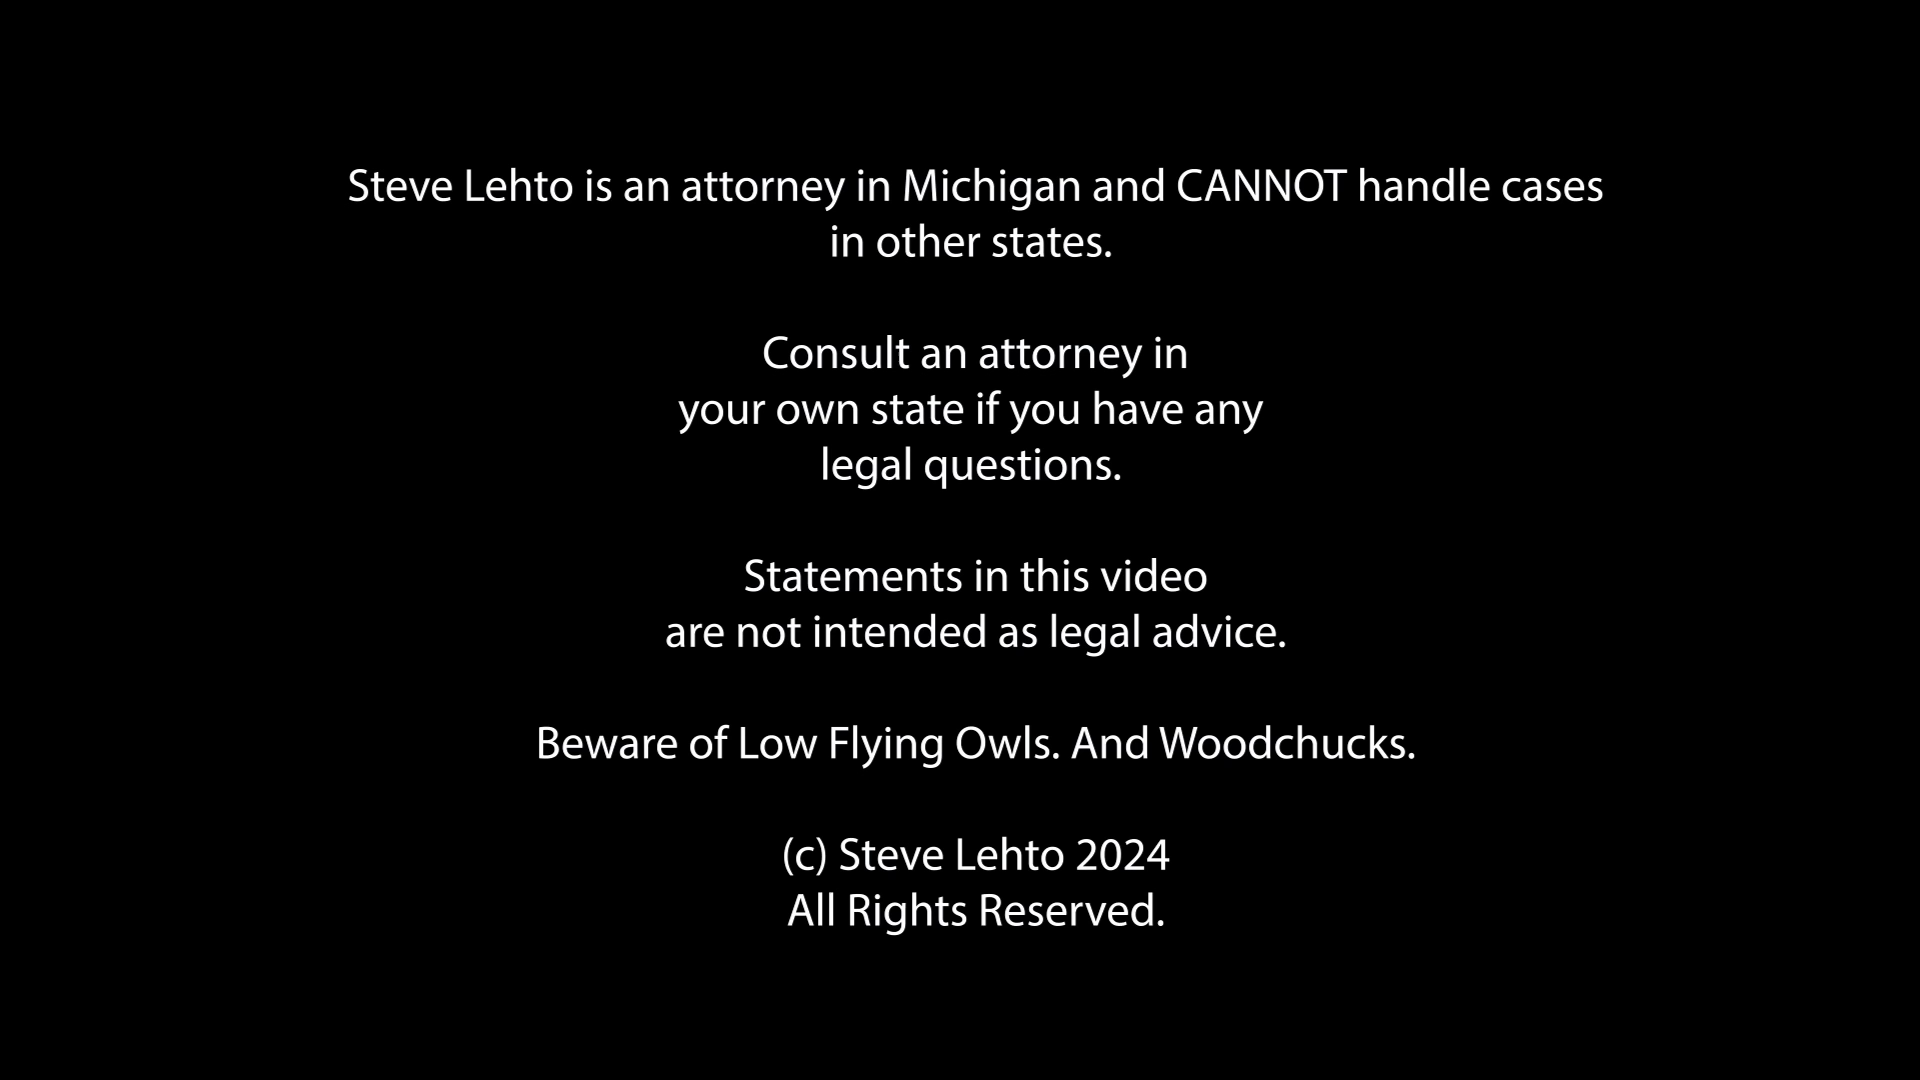 Steve Lehto is an attorney in Michigan and CANNOT handle cases
in other states.
Consult an attorney in
your own state if you have any
legal questions.
Statements in this video
are not intended as legal advice.
Beware of Low Flying Owls. And Woodchucks.
(c) Steve Lehto 2024
All Rights Reserved.